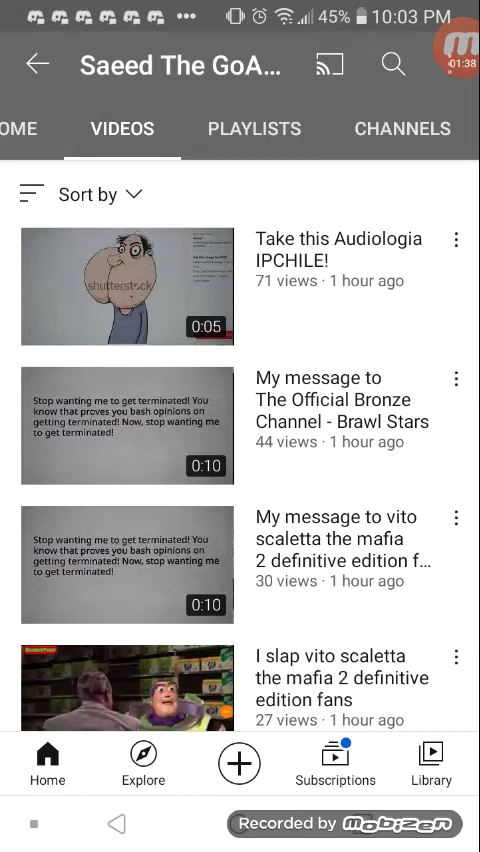 45% 10:03 PM
Saeed The GoA...
01:38
OME VIDEOS PLAYLISTS CHANNELS
Sort by
shutterstock
0:05
Take this Audiologia
IPCHILE!
71 views · 1 hour ago
Stop wanting me to get terminated! You
know that proves you bash opinions on
getting terminated! Now, stop wanting me
to get terminated!
0:10
My message to
The Official Bronze
Channel - Brawl Stars
44 views · 1 hour ago
Stop wanting me to get terminated! You
know that proves you bash opinions on
getting terminated! Now, stop wanting me
to get terminated!
0:10
My message to vito
scaletta the mafia
2 definitive edition f...
30 views · 1 hour ago
I slap vito scaletta
the mafia 2 definitive
edition fans
27 views · 1 hour ago
Home Explore Subscriptions Library
Recorded by mobizen